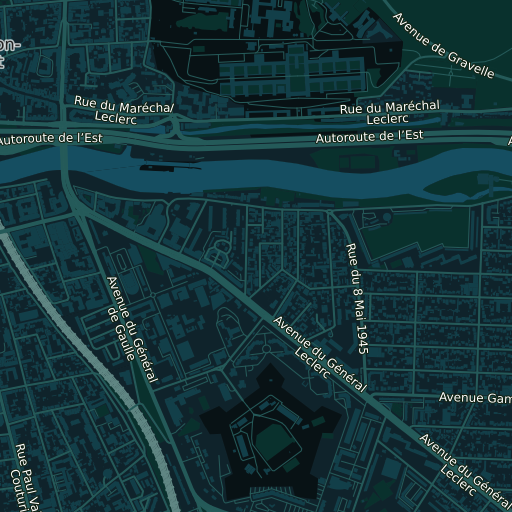 Avenue de Gravelle
on-
t
Rue du Maréchal
Leclerc
Rue du Maréchal
Leclerc
Autoroute de l'Est
Autoroute de l'Est
Rue du 8 Mai 1945
Avenue du Général
de Gaulle
Avenue du Général
Leclerc
Avenue Gam
Avenue du Général
Leclerc
Rue Paul Va
Coutur